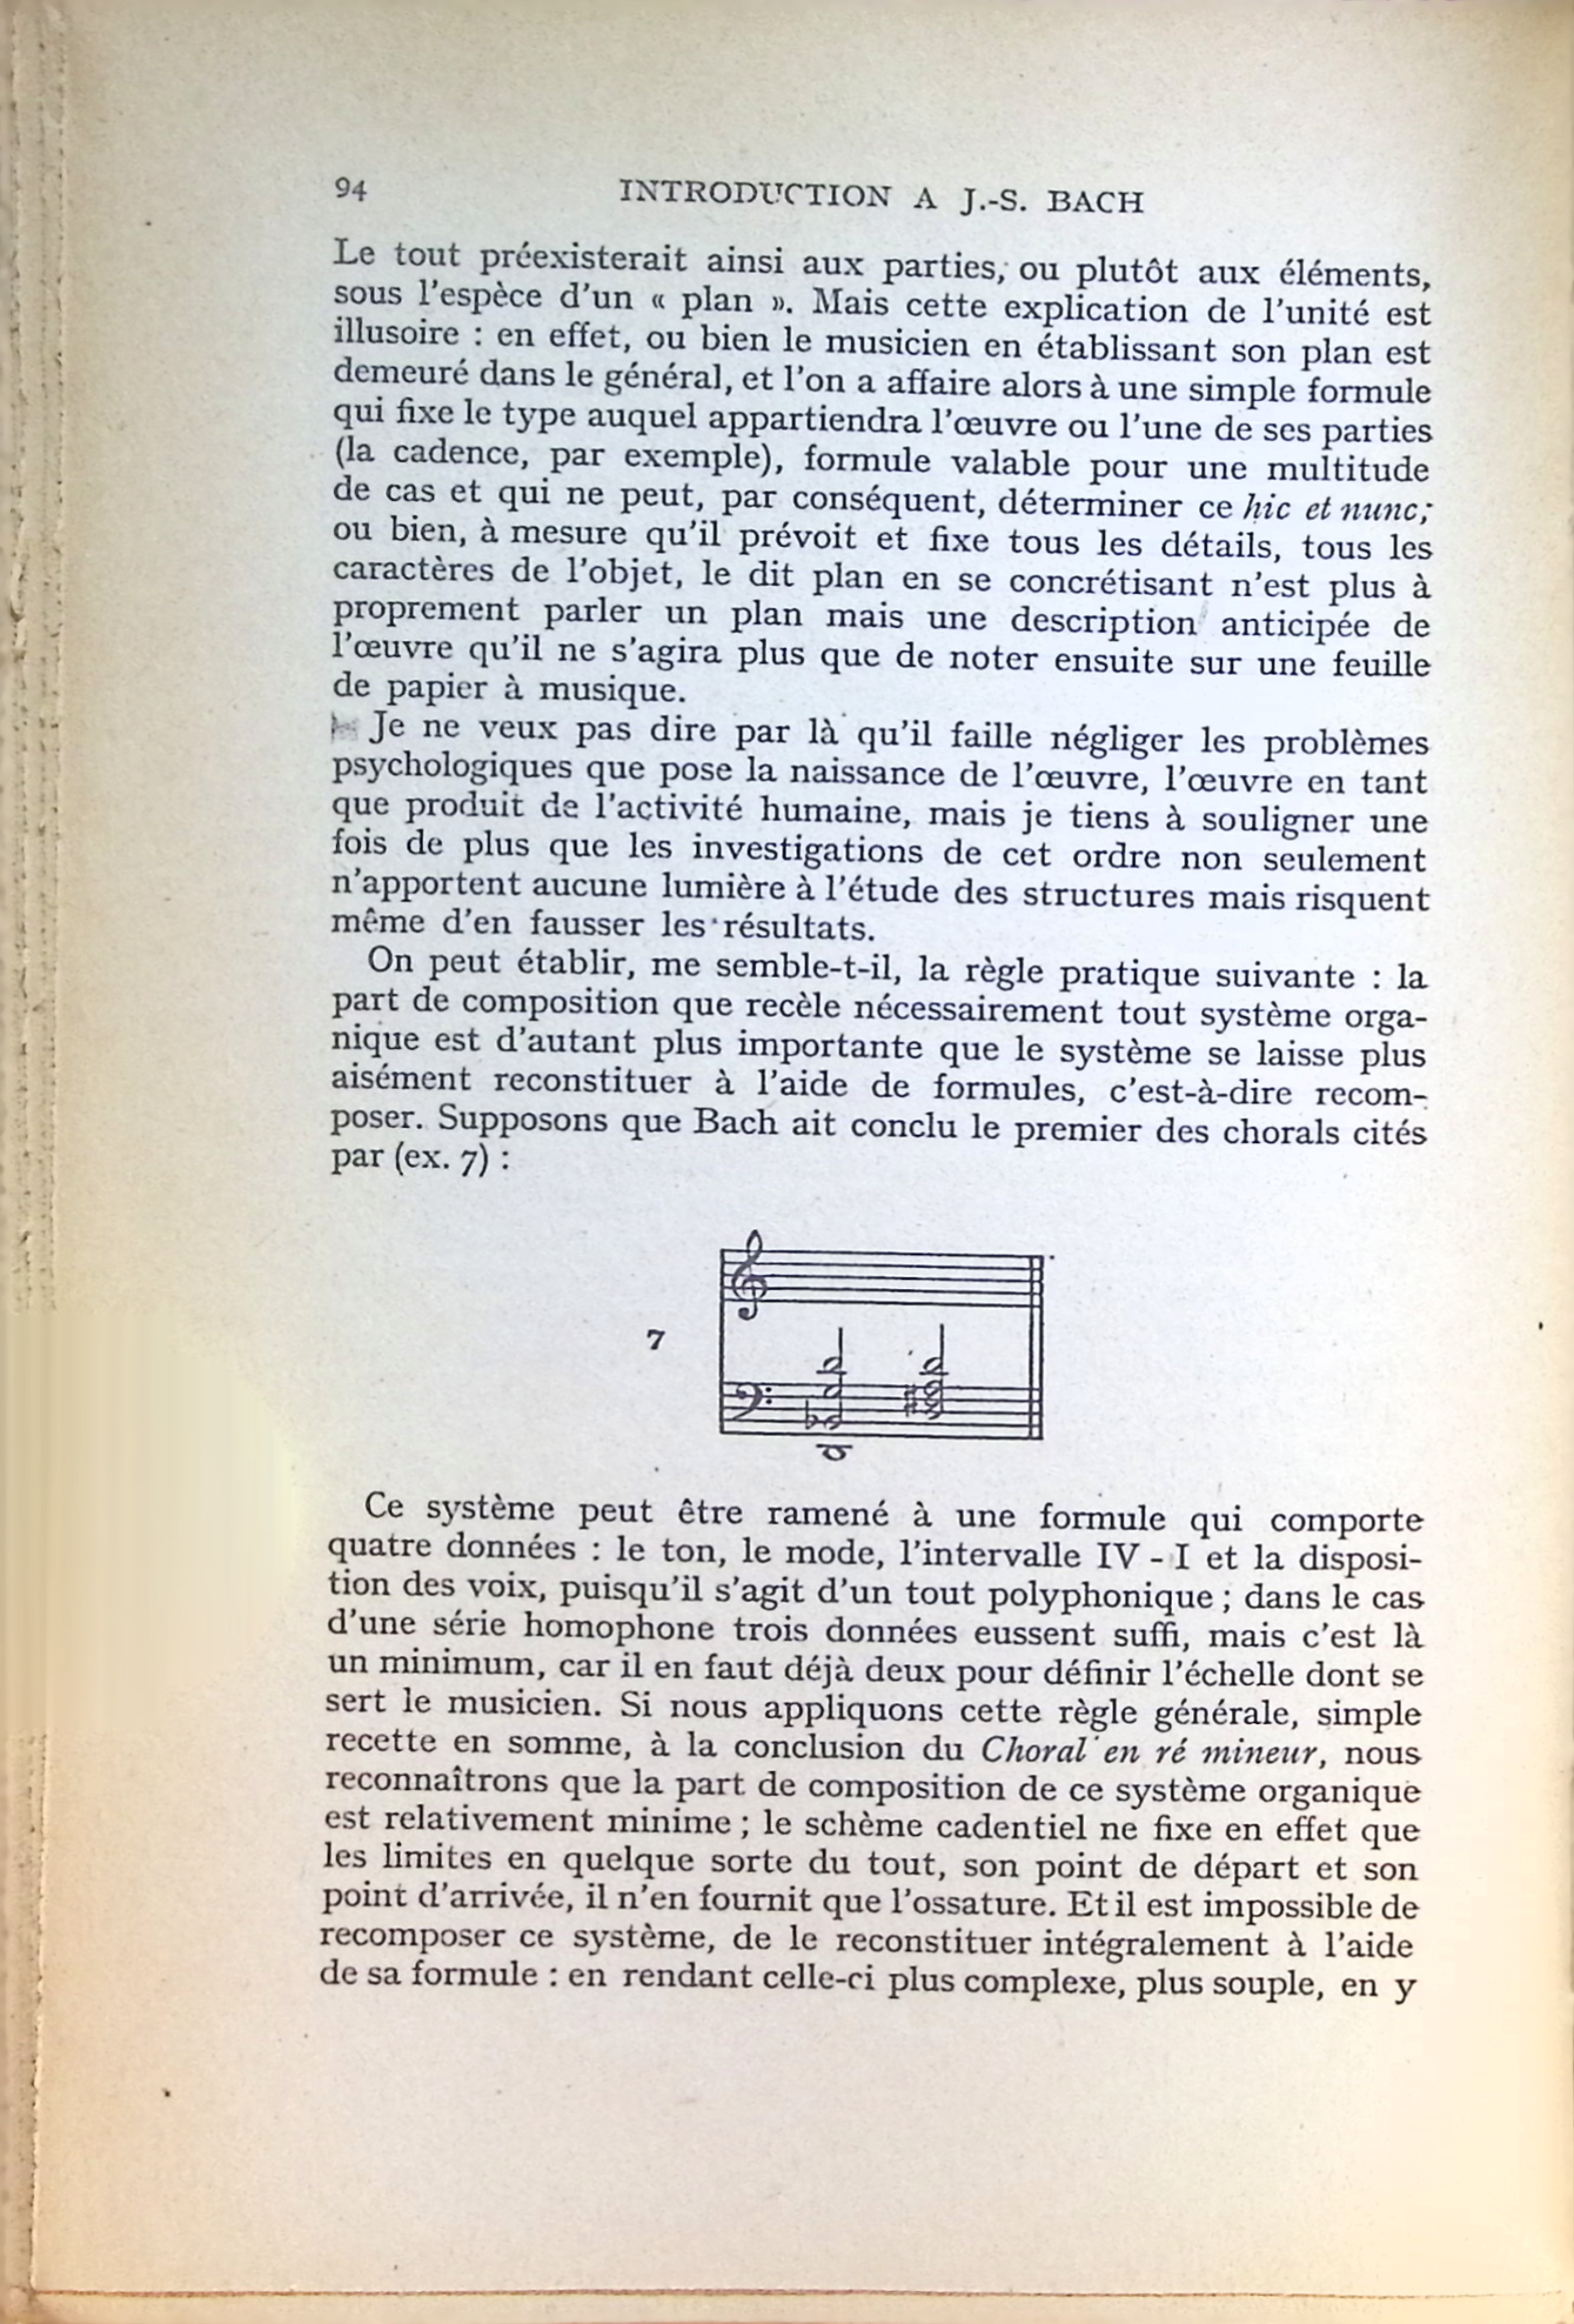 94 INTRODUCTION A J.-S. BACH
Le tout préexisterait ainsi aux parties, ou plutôt aux éléments,
sous l'espèce d'un « plan ». Mais cette explication de l'unité est
illusoire : en effet, ou bien le musicien en établissant son plan est
demeuré dans le général, et l'on a affaire alors à une simple formule
qui fixe le type auquel appartiendra l'œuvre ou l'une de ses parties
(la cadence, par exemple), formule valable pour une multitude
de cas et qui ne peut, par conséquent, déterminer ce hic et nunc;
ou bien, à mesure qu'il prévoit et fixe tous les détails, tous les
caractères de l'objet, le dit plan en se concrétisant n'est plus à
proprement parler un plan mais une description anticipée de
l'œuvre qu'il ne s'agira plus que de noter ensuite sur une feuille
de papier à musique.
Je ne veux pas dire par là qu'il faille négliger les problèmes
psychologiques que pose la naissance de l'œuvre, l'œuvre en tant
que produit de l'activité humaine, mais je tiens à souligner une
fois de plus que les investigations de cet ordre non seulement
n'apportent aucune lumière à l'étude des structures mais risquent
même d'en fausser les résultats.
On peut établir, me semble-t-il, la règle pratique suivante : la
part de composition que recèle nécessairement tout système orga-
nique est d'autant plus importante que le système se laisse plus
aisément reconstituer à l'aide de formules, c'est-à-dire recom-
poser. Supposons que Bach ait conclu le premier des chorals cités
par (ex. 7) :
7
Ce système peut être ramené à une formule qui comporte
quatre données : le ton, le mode, l'intervalle IV - I et la disposi-
tion des voix, puisqu'il s'agit d'un tout polyphonique ; dans le cas
d'une série homophone trois données eussent suffi, mais c'est là
un minimum, car il en faut déjà deux pour définir l'échelle dont se
sert le musicien. Si nous appliquons cette règle générale, simple
recette en somme, à la conclusion du Choral en ré mineur, nous
reconnaîtrons que la part de composition de ce système organique
est relativement minime ; le schème cadentiel ne fixe en effet que
les limites en quelque sorte du tout, son point de départ et son
point d'arrivée, il n'en fournit que l'ossature. Et il est impossible de
recomposer ce système, de le reconstituer intégralement à l'aide
de sa formule : en rendant celle-ci plus complexe, plus souple, en y